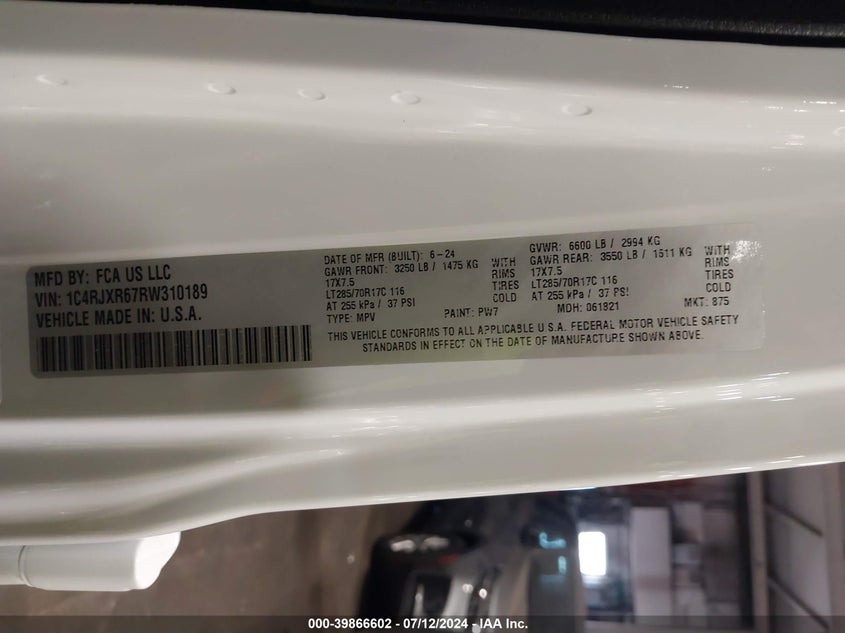 MFD BY: FCA US LLC
VIN: 1C4RJXR67RW310189
VEHICLE MADE IN: U.S.A.
DATE OF MFR (BUILT): 6-24
GAWR FRONT: 3250 LB / 1475 KG WITH
17X7.5 RIMS
LT285/70R17C 116 TIRES
AT 255 kPa / 37 PSI COLD
TYPE: MPV PAINT: PW7
GVWR: 6600 LB / 2994 KG
GAWR REAR: 3550 LB / 1611 KG WITH
17X7.5 RIMS
LT285/70R17C 116 TIRES
AT 255 kPa / 37 PSI COLD
MDH: 061821 MKT: 875
THIS VEHICLE CONFORMS TO ALL APPLICABLE U.S.A. FEDERAL MOTOR VEHICLE SAFETY
STANDARDS IN EFFECT ON THE DATE OF MANUFACTURE SHOWN ABOVE.
000-39866602 - 07/12/2024 - IAA Inc.